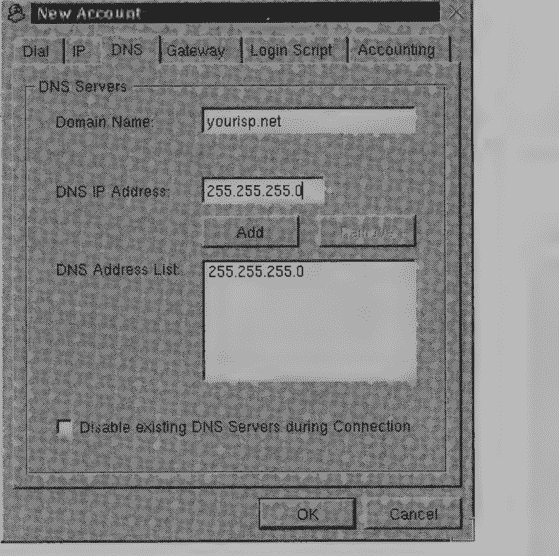 New Account
Dial IP DNS Gateway Login Script Accounting
DNS Servers
Domain Name: yourisp.net
DNS IP Address: 255.255.255.0
Add
DNS Address List: 255.255.255.0
Disable existing DNS Servers during Connection
OK Cancel